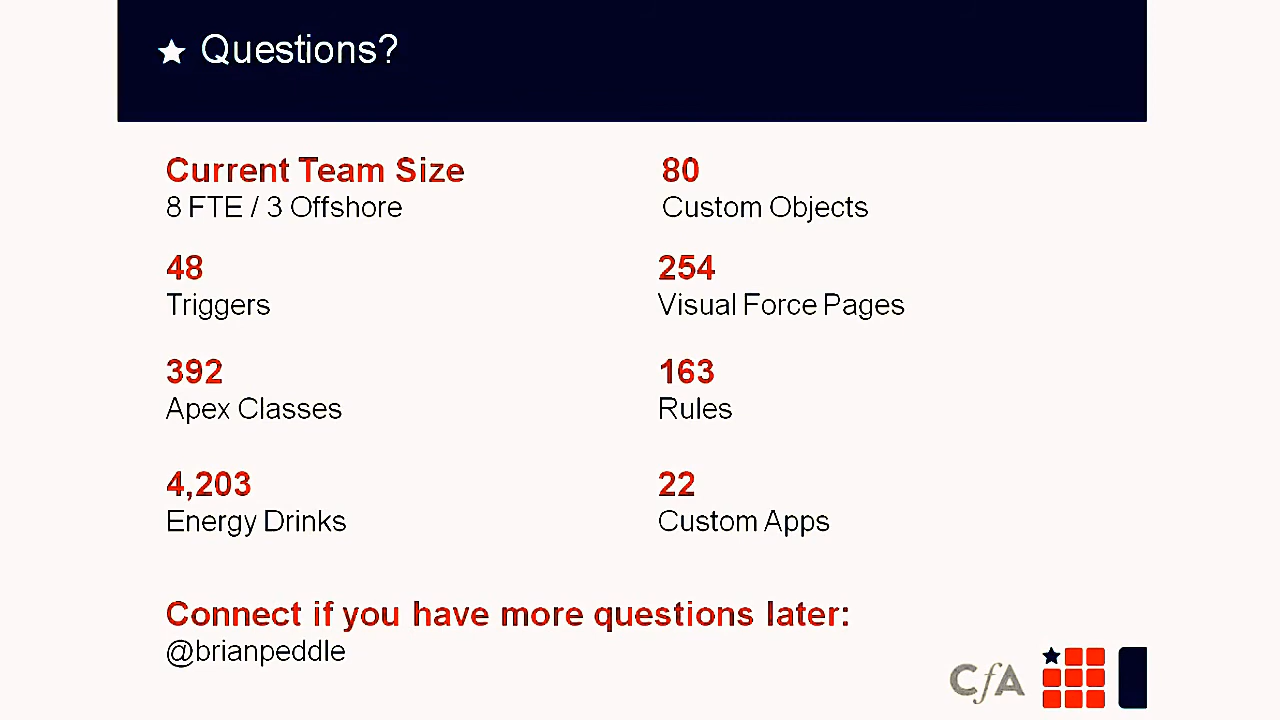 Questions?
Current Team Size
8 FTE / 3 Offshore
80
Custom Objects
48
Triggers
254
Visual Force Pages
392
Apex Classes
163
Rules
4,203
Energy Drinks
22
Custom Apps
Connect if you have more questions later:
@brianpeddle
CfA